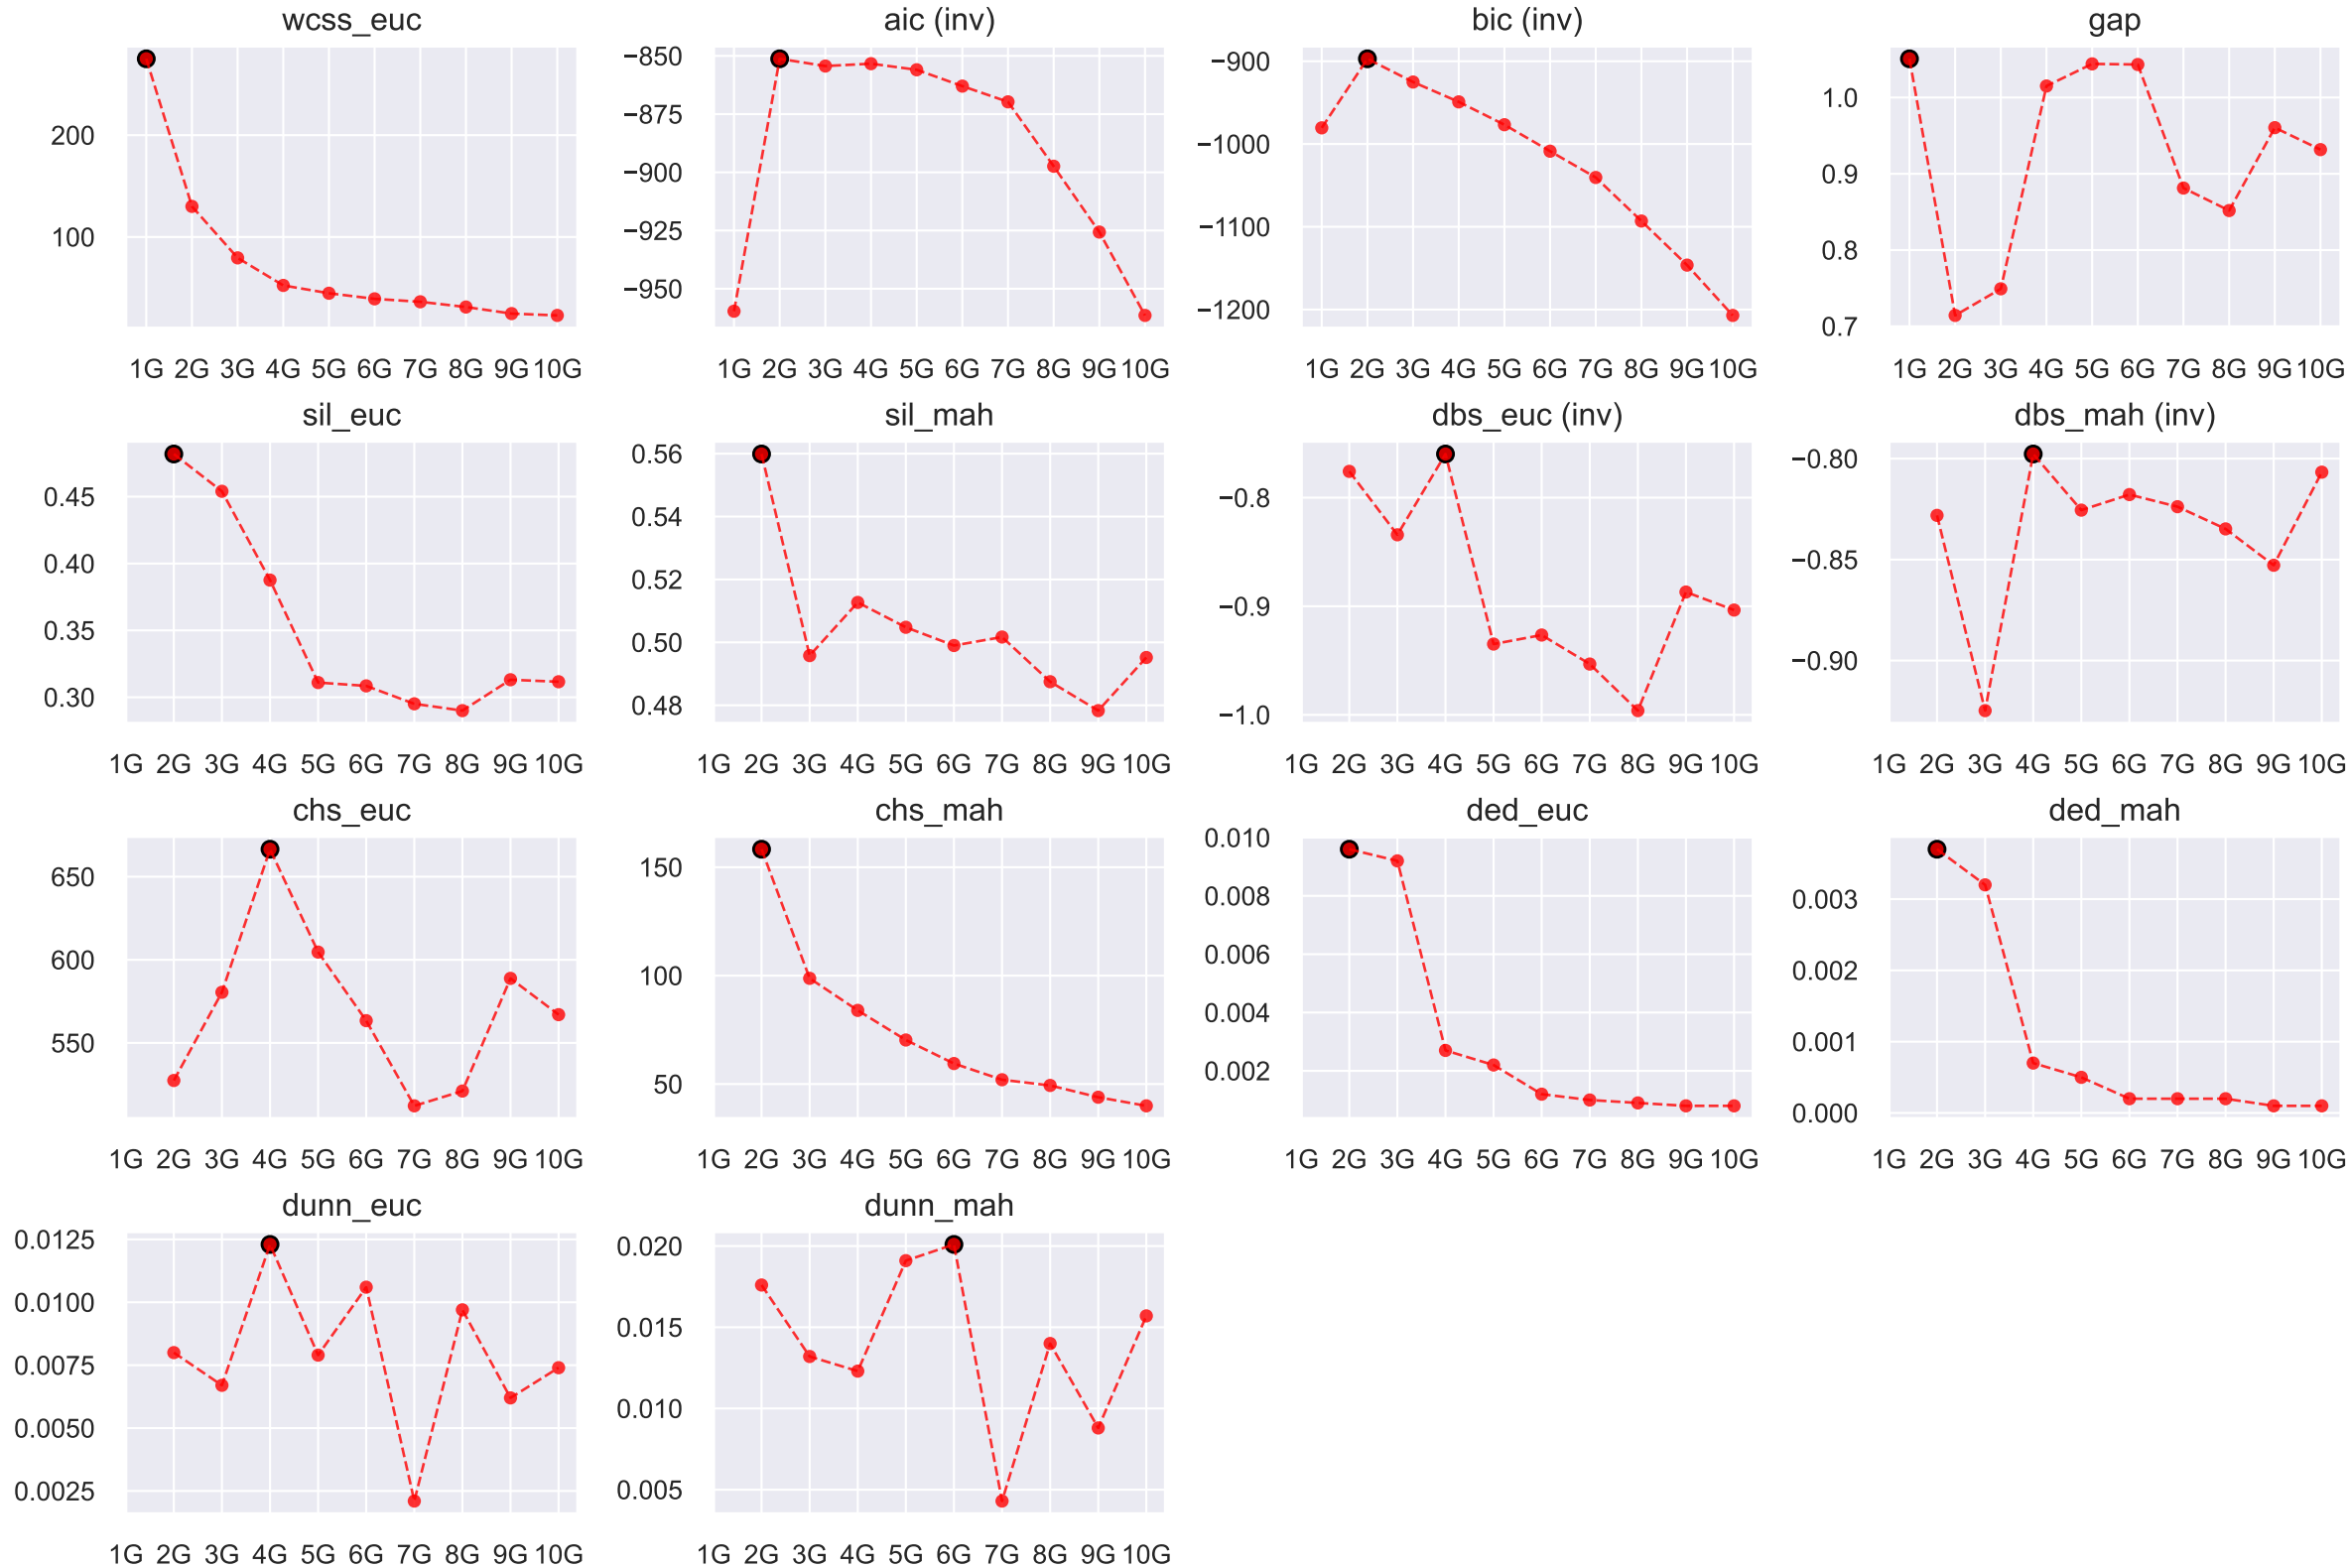 wcss_euc
200
100
1G 2G 3G 4G 5G 6G 7G 8G 9G 10G
aic (inv)
−850
−875
−900
−925
−950
1G 2G 3G 4G 5G 6G 7G 8G 9G 10G
bic (inv)
−900
−1000
−1100
−1200
1G 2G 3G 4G 5G 6G 7G 8G 9G 10G
gap
1.0
0.9
0.8
0.7
1G 2G 3G 4G 5G 6G 7G 8G 9G 10G
sil_euc
0.45
0.40
0.35
0.30
1G 2G 3G 4G 5G 6G 7G 8G 9G 10G
sil_mah
0.56
0.54
0.52
0.50
0.48
1G 2G 3G 4G 5G 6G 7G 8G 9G 10G
dbs_euc (inv)
−0.8
−0.9
−1.0
1G 2G 3G 4G 5G 6G 7G 8G 9G 10G
dbs_mah (inv)
−0.80
−0.85
−0.90
1G 2G 3G 4G 5G 6G 7G 8G 9G 10G
chs_euc
650
600
550
1G 2G 3G 4G 5G 6G 7G 8G 9G 10G
chs_mah
150
100
50
1G 2G 3G 4G 5G 6G 7G 8G 9G 10G
ded_euc
0.010
0.008
0.006
0.004
0.002
1G 2G 3G 4G 5G 6G 7G 8G 9G 10G
ded_mah
0.003
0.002
0.001
0.000
1G 2G 3G 4G 5G 6G 7G 8G 9G 10G
dunn_euc
0.0125
0.0100
0.0075
0.0050
0.0025
1G 2G 3G 4G 5G 6G 7G 8G 9G 10G
dunn_mah
0.020
0.015
0.010
0.005
1G 2G 3G 4G 5G 6G 7G 8G 9G 10G